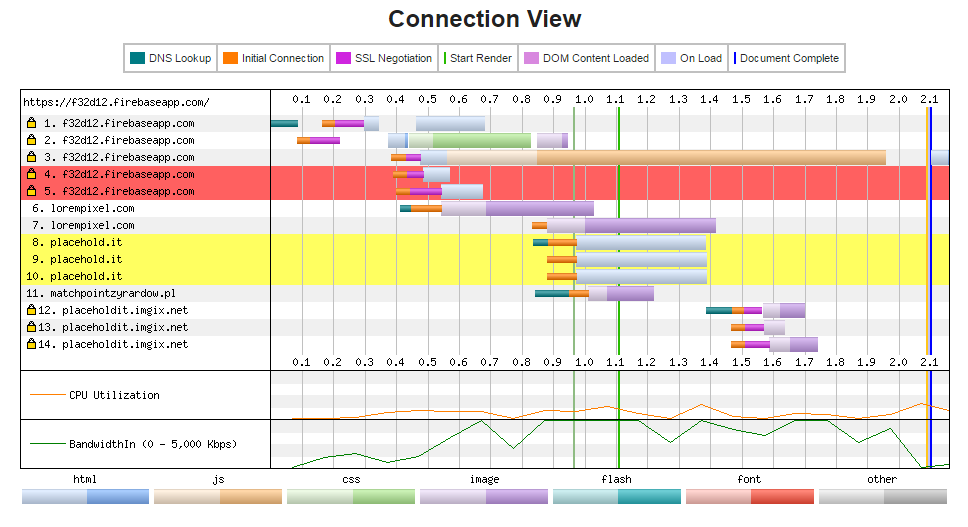 Connection View
DNS Lookup Initial Connection SSL Negotiation Start Render DOM Content Loaded On Load Document Complete
https://f32d12.firebaseapp.com/ 0.1 0.2 0.3 0.4 0.5 0.6 0.7 0.8 0.9 1.0 1.1 1.2 1.3 1.4 1.5 1.6 1.7 1.8 1.9 2.0 2.1
1. f32d12.firebaseapp.com
2. f32d12.firebaseapp.com
3. f32d12.firebaseapp.com
4. f32d12.firebaseapp.com
5. f32d12.firebaseapp.com
6. lorempixel.com
7. lorempixel.com
8. placehold.it
9. placehold.it
10. placehold.it
11. matchpointzyrardow.pl
12. placeholdit.imgix.net
13. placeholdit.imgix.net
14. placeholdit.imgix.net
0.1 0.2 0.3 0.4 0.5 0.6 0.7 0.8 0.9 1.0 1.1 1.2 1.3 1.4 1.5 1.6 1.7 1.8 1.9 2.0 2.1
CPU Utilization
BandwidthIn (0 - 5,000 Kbps)
html js css image flash font other